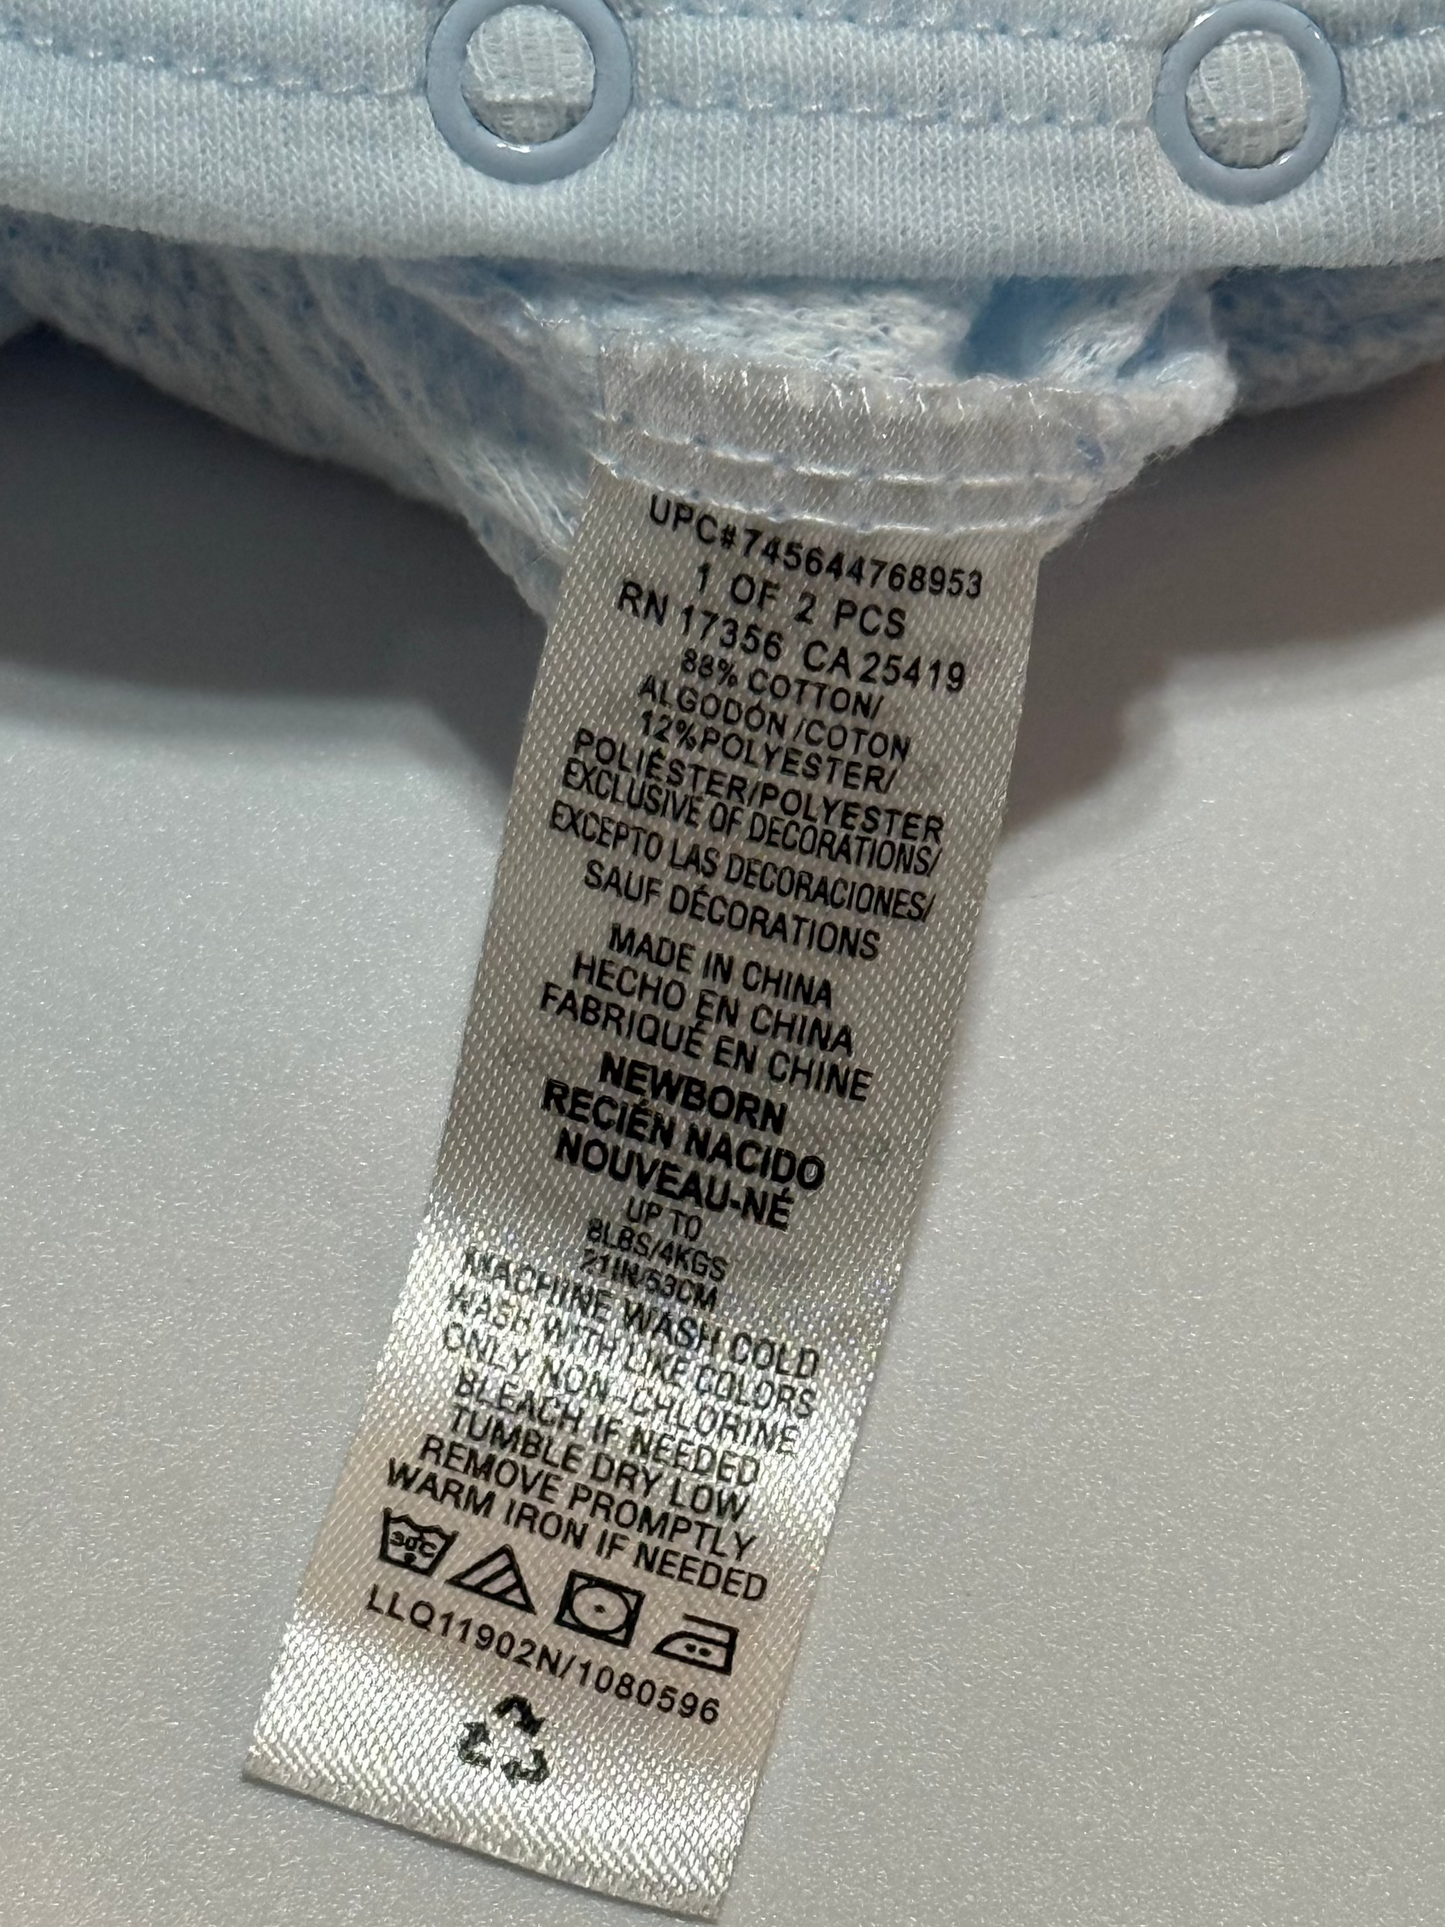 UPC#745644768953
1 OF 2 PCS
RN 17356 CA 25419
88% COTTON/
ALGODÓN/COTON
12%POLYESTER/
POLIÉSTER/POLYESTER
EXCLUSIVE OF DECORATIONS/
EXCEPTO LAS DECORACIONES/
SAUF DÉCORATIONS
MADE IN CHINA
HECHO EN CHINA
FABRIQUÉ EN CHINE
NEWBORN
RECIÉN NACIDO
NOUVEAU-NÉ
UP TO
8LBS/4KGS
21IN/53CM
MACHINE WASH COLD
WASH WITH LIKE COLORS
ONLY NON-CHLORINE
BLEACH IF NEEDED
TUMBLE DRY LOW
REMOVE PROMPTLY
WARM IRON IF NEEDED
30°C
LLQ11902N/1080596